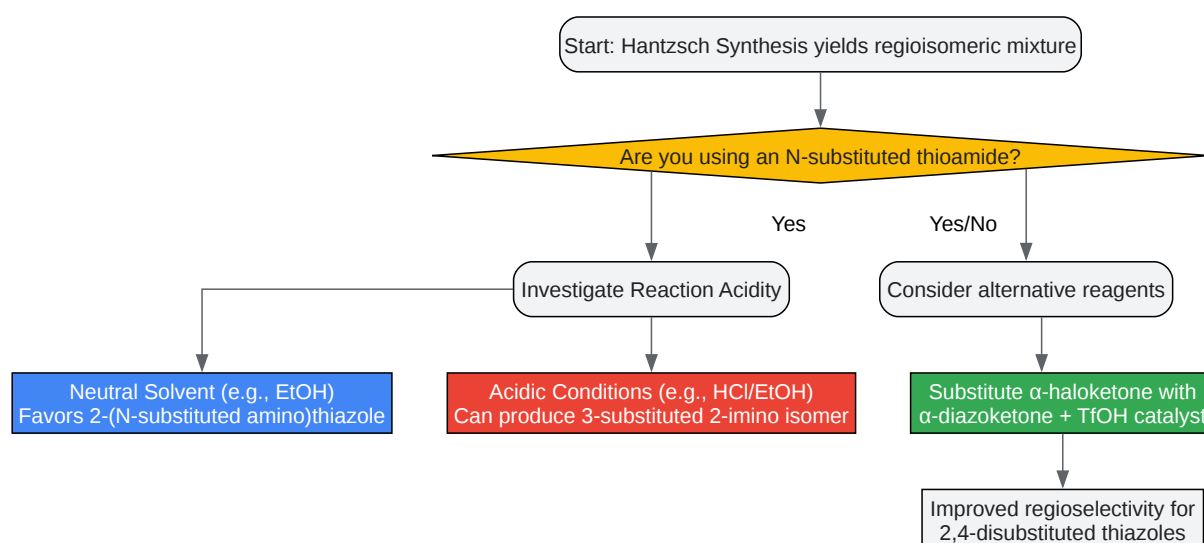 Start: Hantzsch Synthesis yields regioisomeric mixture
Are you using an N-substituted thioamide?
Yes
Yes/No
Investigate Reaction Acidity
Consider alternative reagents
Neutral Solvent (e.g., EtOH)
Favors 2-(N-substituted amino)thiazole
Acidic Conditions (e.g., HCl/EtOH)
Can produce 3-substituted 2-imino isomer
Substitute α-haloketone with
α-diazoketone + TfOH catalyst
Improved regioselectivity for
2,4-disubstituted thiazoles